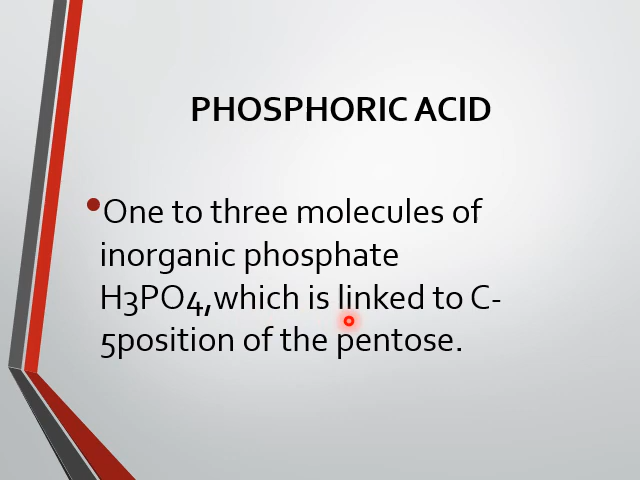 PHOSPHORIC ACID
•One to three molecules of
inorganic phosphate
H3PO4,which is linked to C-
5position of the pentose.